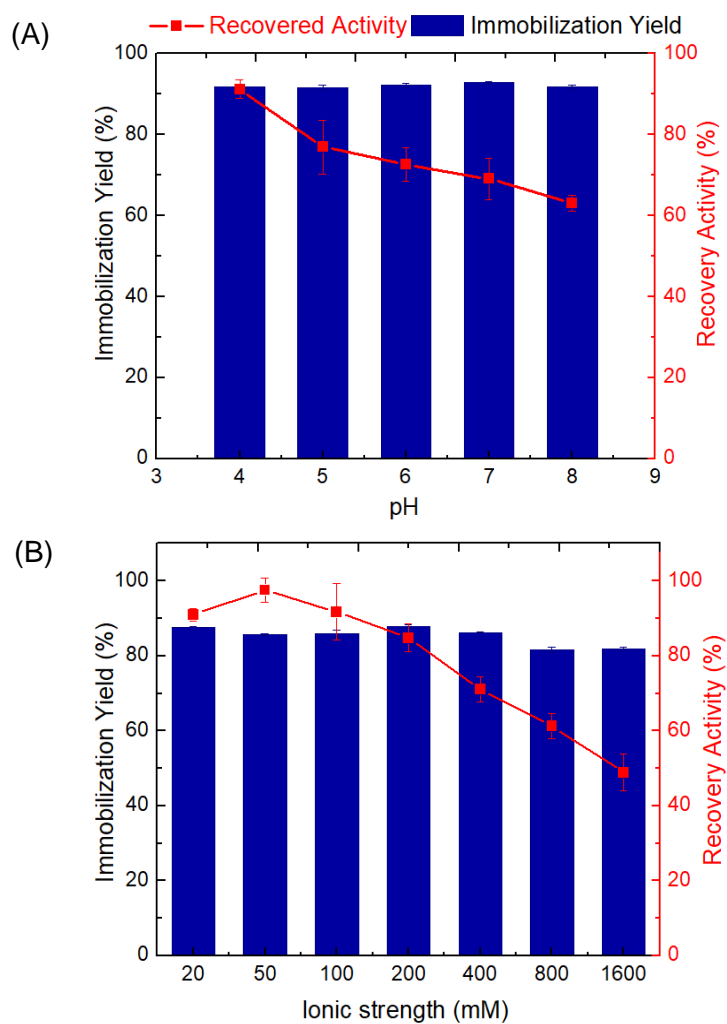 (A)
Recovered Activity Immobilization Yield
100 100
80 80
60 60
40 40
20 20
0 0
Immobilization Yield (%)
Recovery Activity (%)
3 4 5 6 7 8 9
pH
(B)
100 100
80 80
60 60
40 40
20 20
0 0
Immobilization Yield (%)
Recovery Activity (%)
20 50 100 200 400 800 1600
Ionic strength (mM)